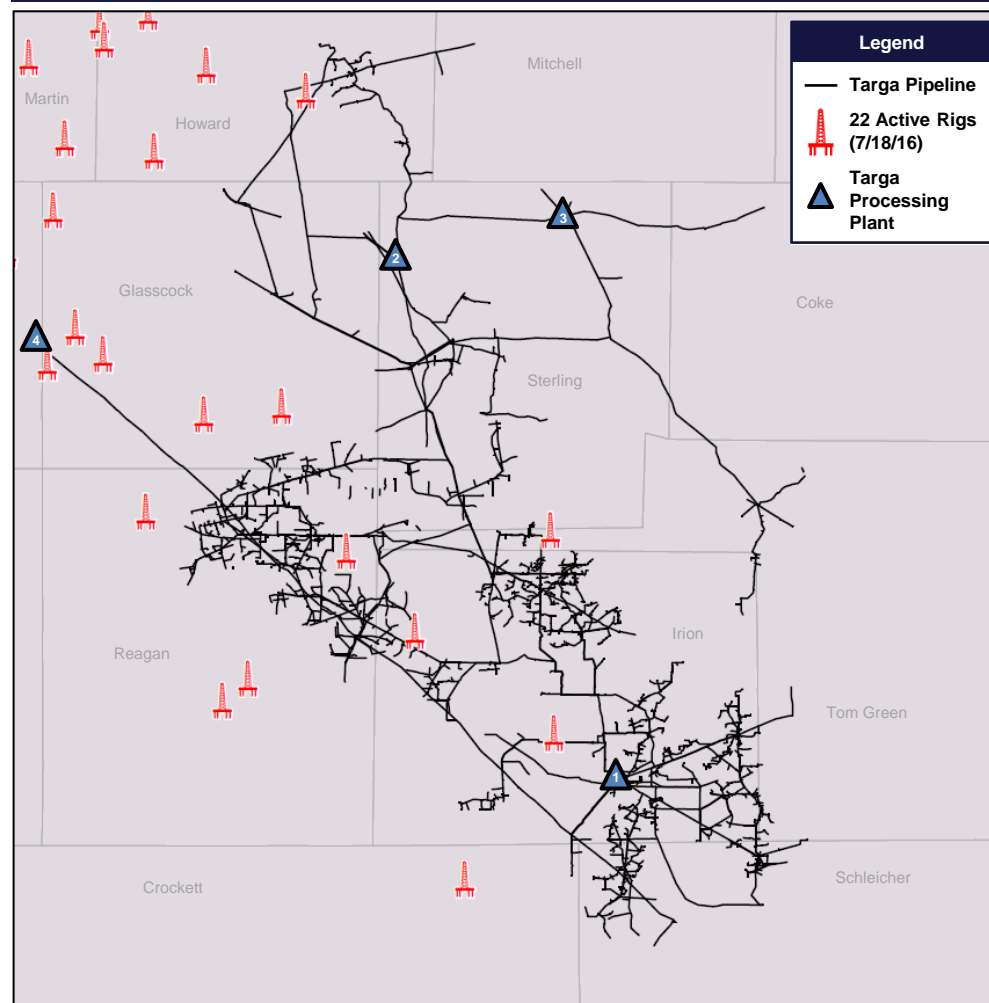 Legend
Targa Pipeline
22 Active Rigs
(7/18/16)
Targa
Processing
Plant
Mitchell
Martin
Howard
3
2
Glasscock
Coke
4
Sterling
Irion
Reagan
Tom Green
1
Schleicher
Crockett